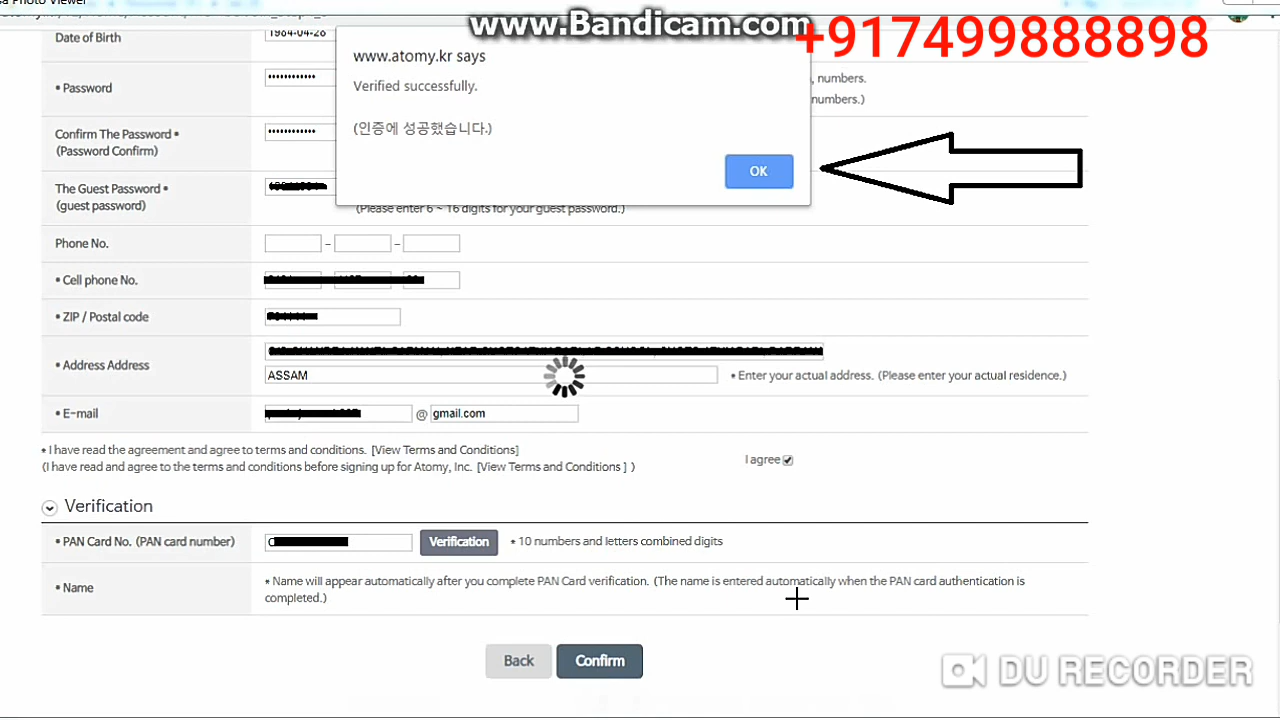 www.Bandicam.com
+917499888898
Date of Birth
1984-04-28
www.atomy.kr says
Verified successfully.
(인증에 성공했습니다.)
OK
• Password
, numbers.
numbers.)
Confirm The Password •
(Password Confirm)
The Guest Password •
(guest password)
(Please enter 6 ~ 16 digits for your guest password.)
Phone No.
– –
• Cell phone No.
• ZIP / Postal code
• Address Address
ASSAM
• Enter your actual address. (Please enter your actual residence.)
• E-mail
@ gmail.com
• I have read the agreement and agree to terms and conditions. [View Terms and Conditions]
(I have read and agree to the terms and conditions before signing up for Atomy, Inc. [View Terms and Conditions ] )
I agree
Verification
• PAN Card No. (PAN card number)
Verification
• 10 numbers and letters combined digits
• Name
• Name will appear automatically after you complete PAN Card verification. (The name is entered automatically when the PAN card authentication is
completed.)
Back
Confirm
DU RECORDER